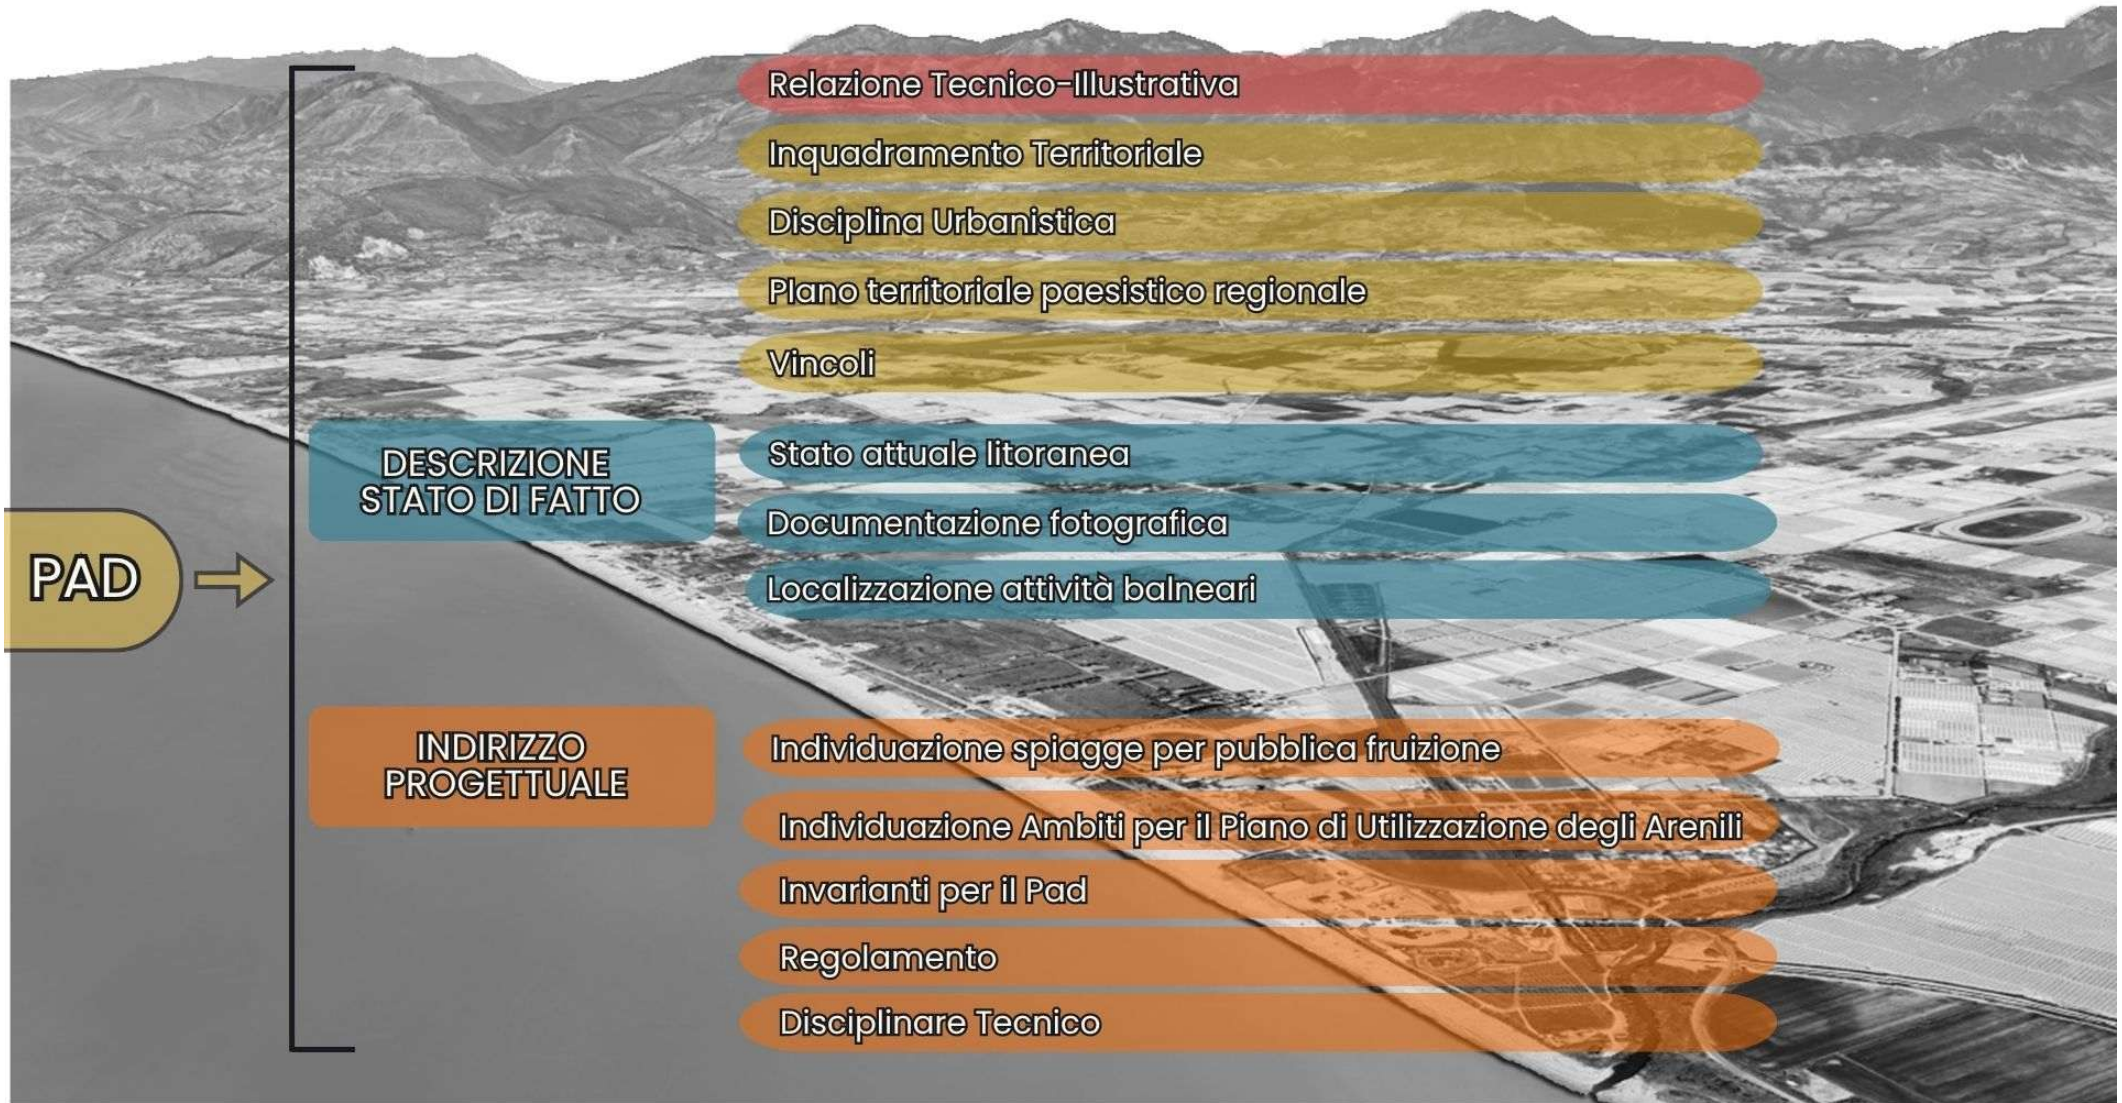 PAD
Relazione Tecnico-Illustrativa
Inquadramento Territoriale
Disciplina Urbanistica
Piano territoriale paesistico regionale
Vincoli
DESCRIZIONE
STATO DI FATTO
Stato attuale litoranea
Documentazione fotografica
Localizzazione attività balneari
INDIRIZZO
PROGETTUALE
Individuazione spiagge per pubblica fruizione
Individuazione Ambiti per il Piano di Utilizzazione degli Arenili
Invarianti per il Pad
Regolamento
Disciplinare Tecnico